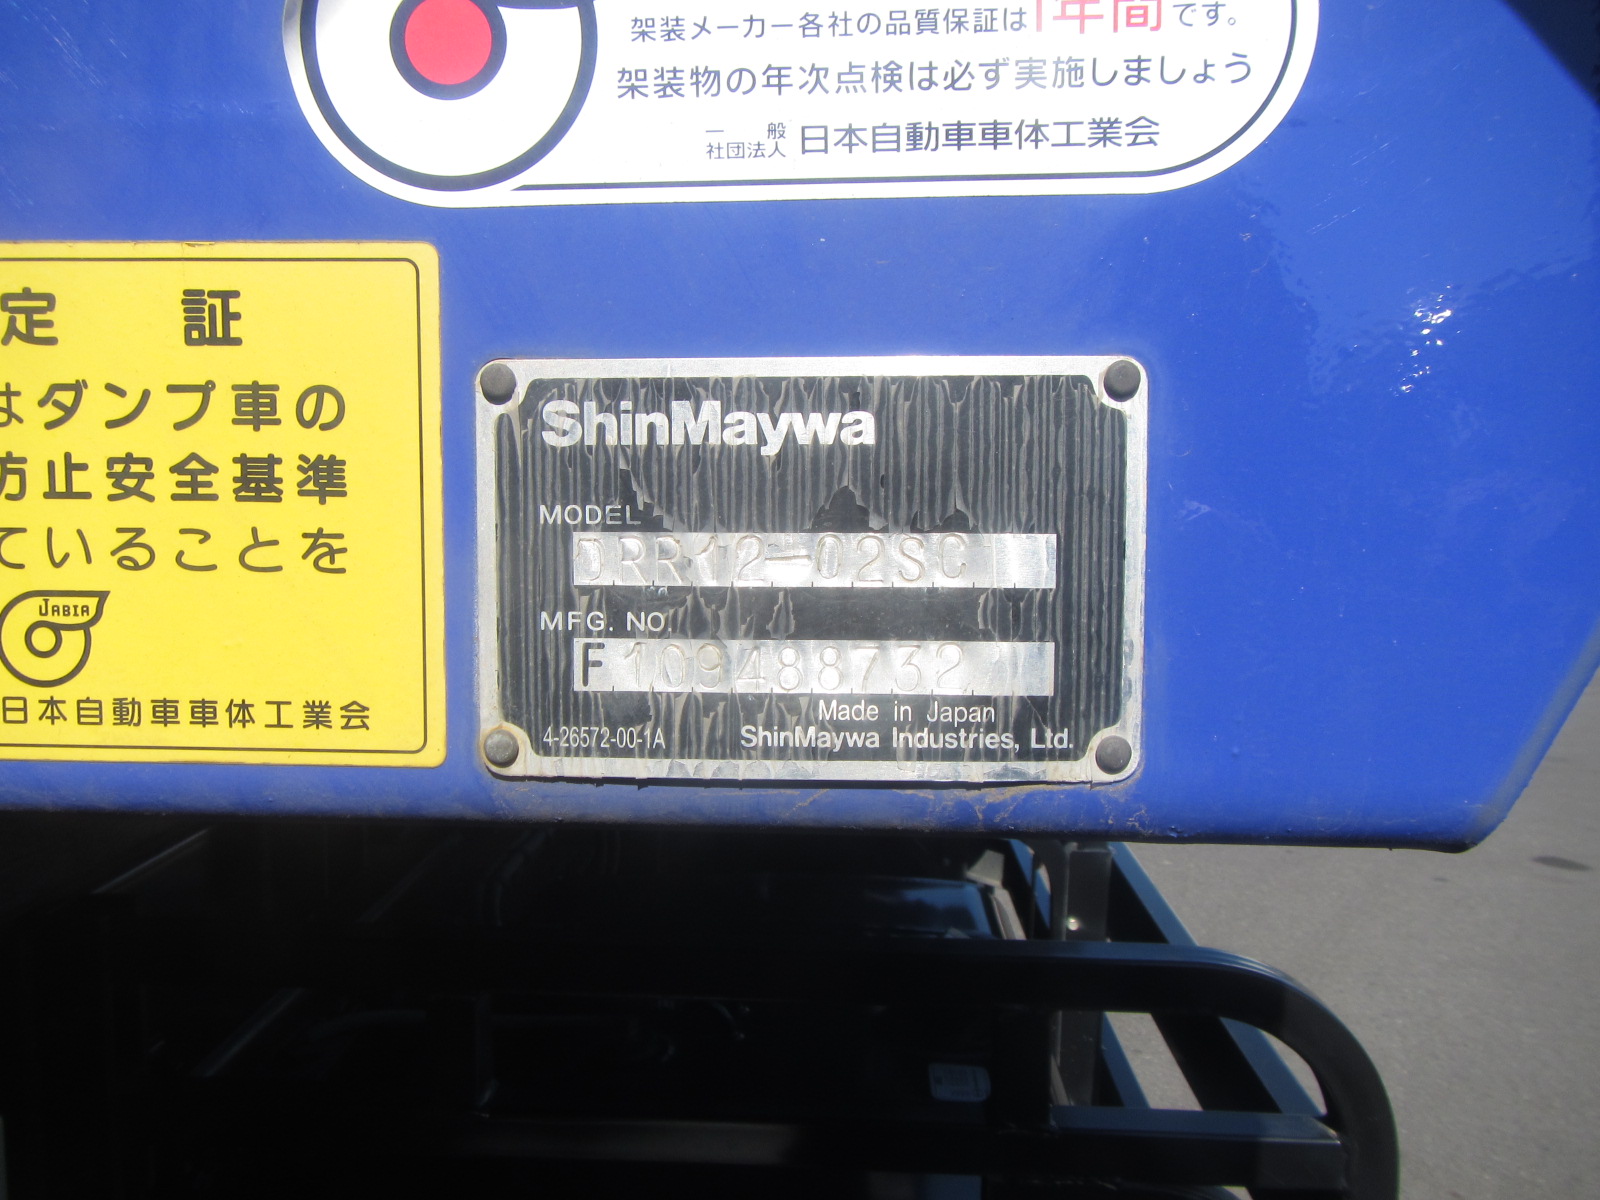 架装メーカー各社の品質保証は1年間です。
架装物の年次点検は必ず実施しましょう
一般社団法人 日本自動車車体工業会
定 証
はダンプ車の
防止安全基準
ていることを
JABIA
日本自動車車体工業会
ShinMaywa
MODEL
DRR12-02SC
MFG. NO.
F109488732
Made in Japan
4-26572-00-1A ShinMaywa Industries, Ltd.